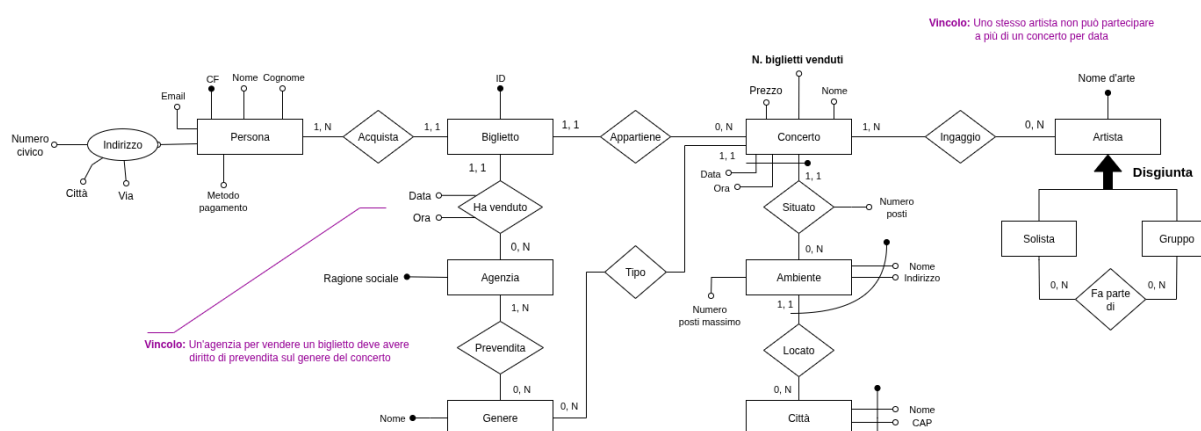 Vincolo: Uno stesso artista non può partecipare
a più di un concerto per data
N. biglietti venduti
CF
Nome
Cognome
ID
Prezzo
Nome
Nome d'arte
Email
Numero
civico
Indirizzo
Persona
1, N
Acquista
1, 1
Biglietto
1, 1
Appartiene
0, N
Concerto
1, N
Ingaggio
0, N
Artista
Città
Via
Metodo
pagamento
1, 1
1, 1
Data
Ora
1, 1
Disgiunta
Data
Ora
Ha venduto
Situato
Numero
posti
Solista
Gruppo
0, N
0, N
Ragione sociale
Agenzia
Tipo
Ambiente
Nome
Indirizzo
0, N
0, N
Fa parte
di
1, N
Numero
posti massimo
1, 1
Vincolo: Un'agenzia per vendere un biglietto deve avere
diritto di prevendita sul genere del concerto
Prevendita
Locato
0, N
0, N
0, N
Nome
Genere
Città
Nome
CAP